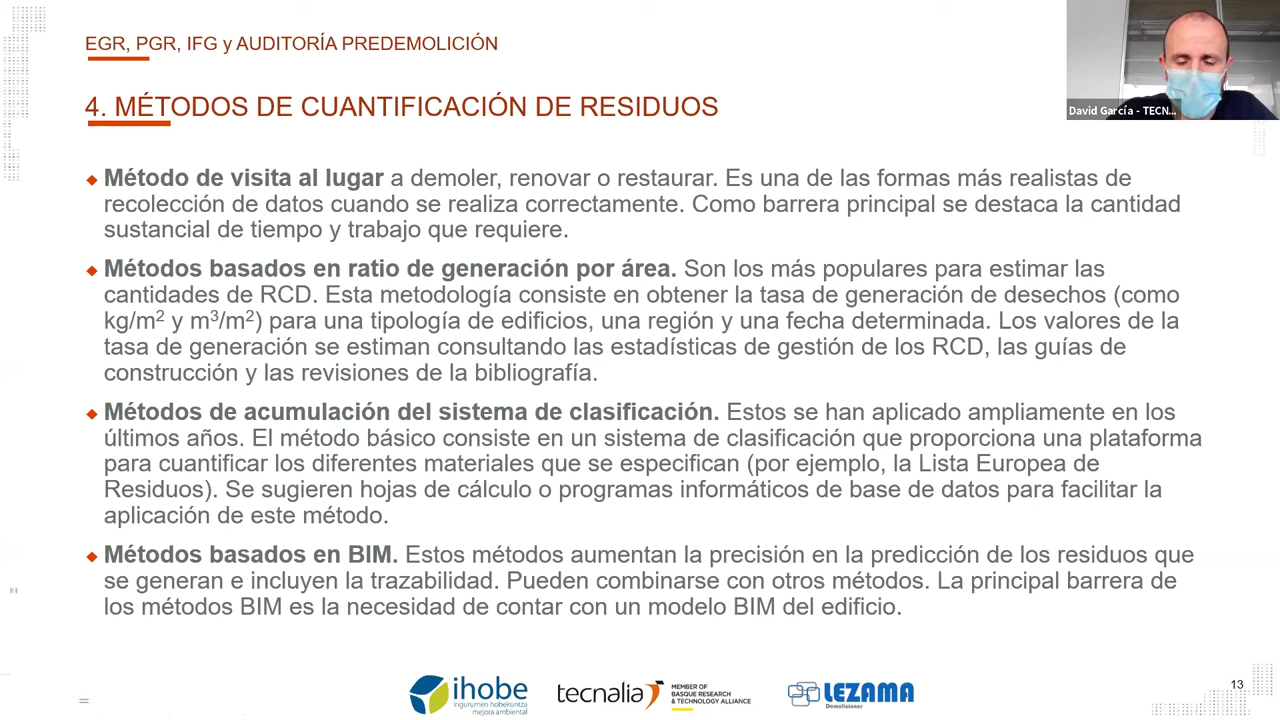 EGR, PGR, IFG y AUDITORÍA PREDEMOLICIÓN
David García - TECN...
4. MÉTODOS DE CUANTIFICACIÓN DE RESIDUOS
Método de visita al lugar a demoler, renovar o restaurar. Es una de las formas más realistas de
recolección de datos cuando se realiza correctamente. Como barrera principal se destaca la cantidad
sustancial de tiempo y trabajo que requiere.
Métodos basados en ratio de generación por área. Son los más populares para estimar las
cantidades de RCD. Esta metodología consiste en obtener la tasa de generación de desechos (como
kg/m² y m³/m²) para una tipología de edificios, una región y una fecha determinada. Los valores de la
tasa de generación se estiman consultando las estadísticas de gestión de los RCD, las guías de
construcción y las revisiones de la bibliografía.
Métodos de acumulación del sistema de clasificación. Estos se han aplicado ampliamente en los
últimos años. El método básico consiste en un sistema de clasificación que proporciona una plataforma
para cuantificar los diferentes materiales que se especifican (por ejemplo, la Lista Europea de
Residuos). Se sugieren hojas de cálculo o programas informáticos de base de datos para facilitar la
aplicación de este método.
Métodos basados en BIM. Estos métodos aumentan la precisión en la predicción de los residuos que
se generan e incluyen la trazabilidad. Pueden combinarse con otros métodos. La principal barrera de
los métodos BIM es la necesidad de contar con un modelo BIM del edificio.
ihobe
ingurumen hobekuntza
mejora ambiental
tecnalia
MEMBER OF
BASQUE RESEARCH
& TECHNOLOGY ALLIANCE
LEZAMA
Demoliciones
13